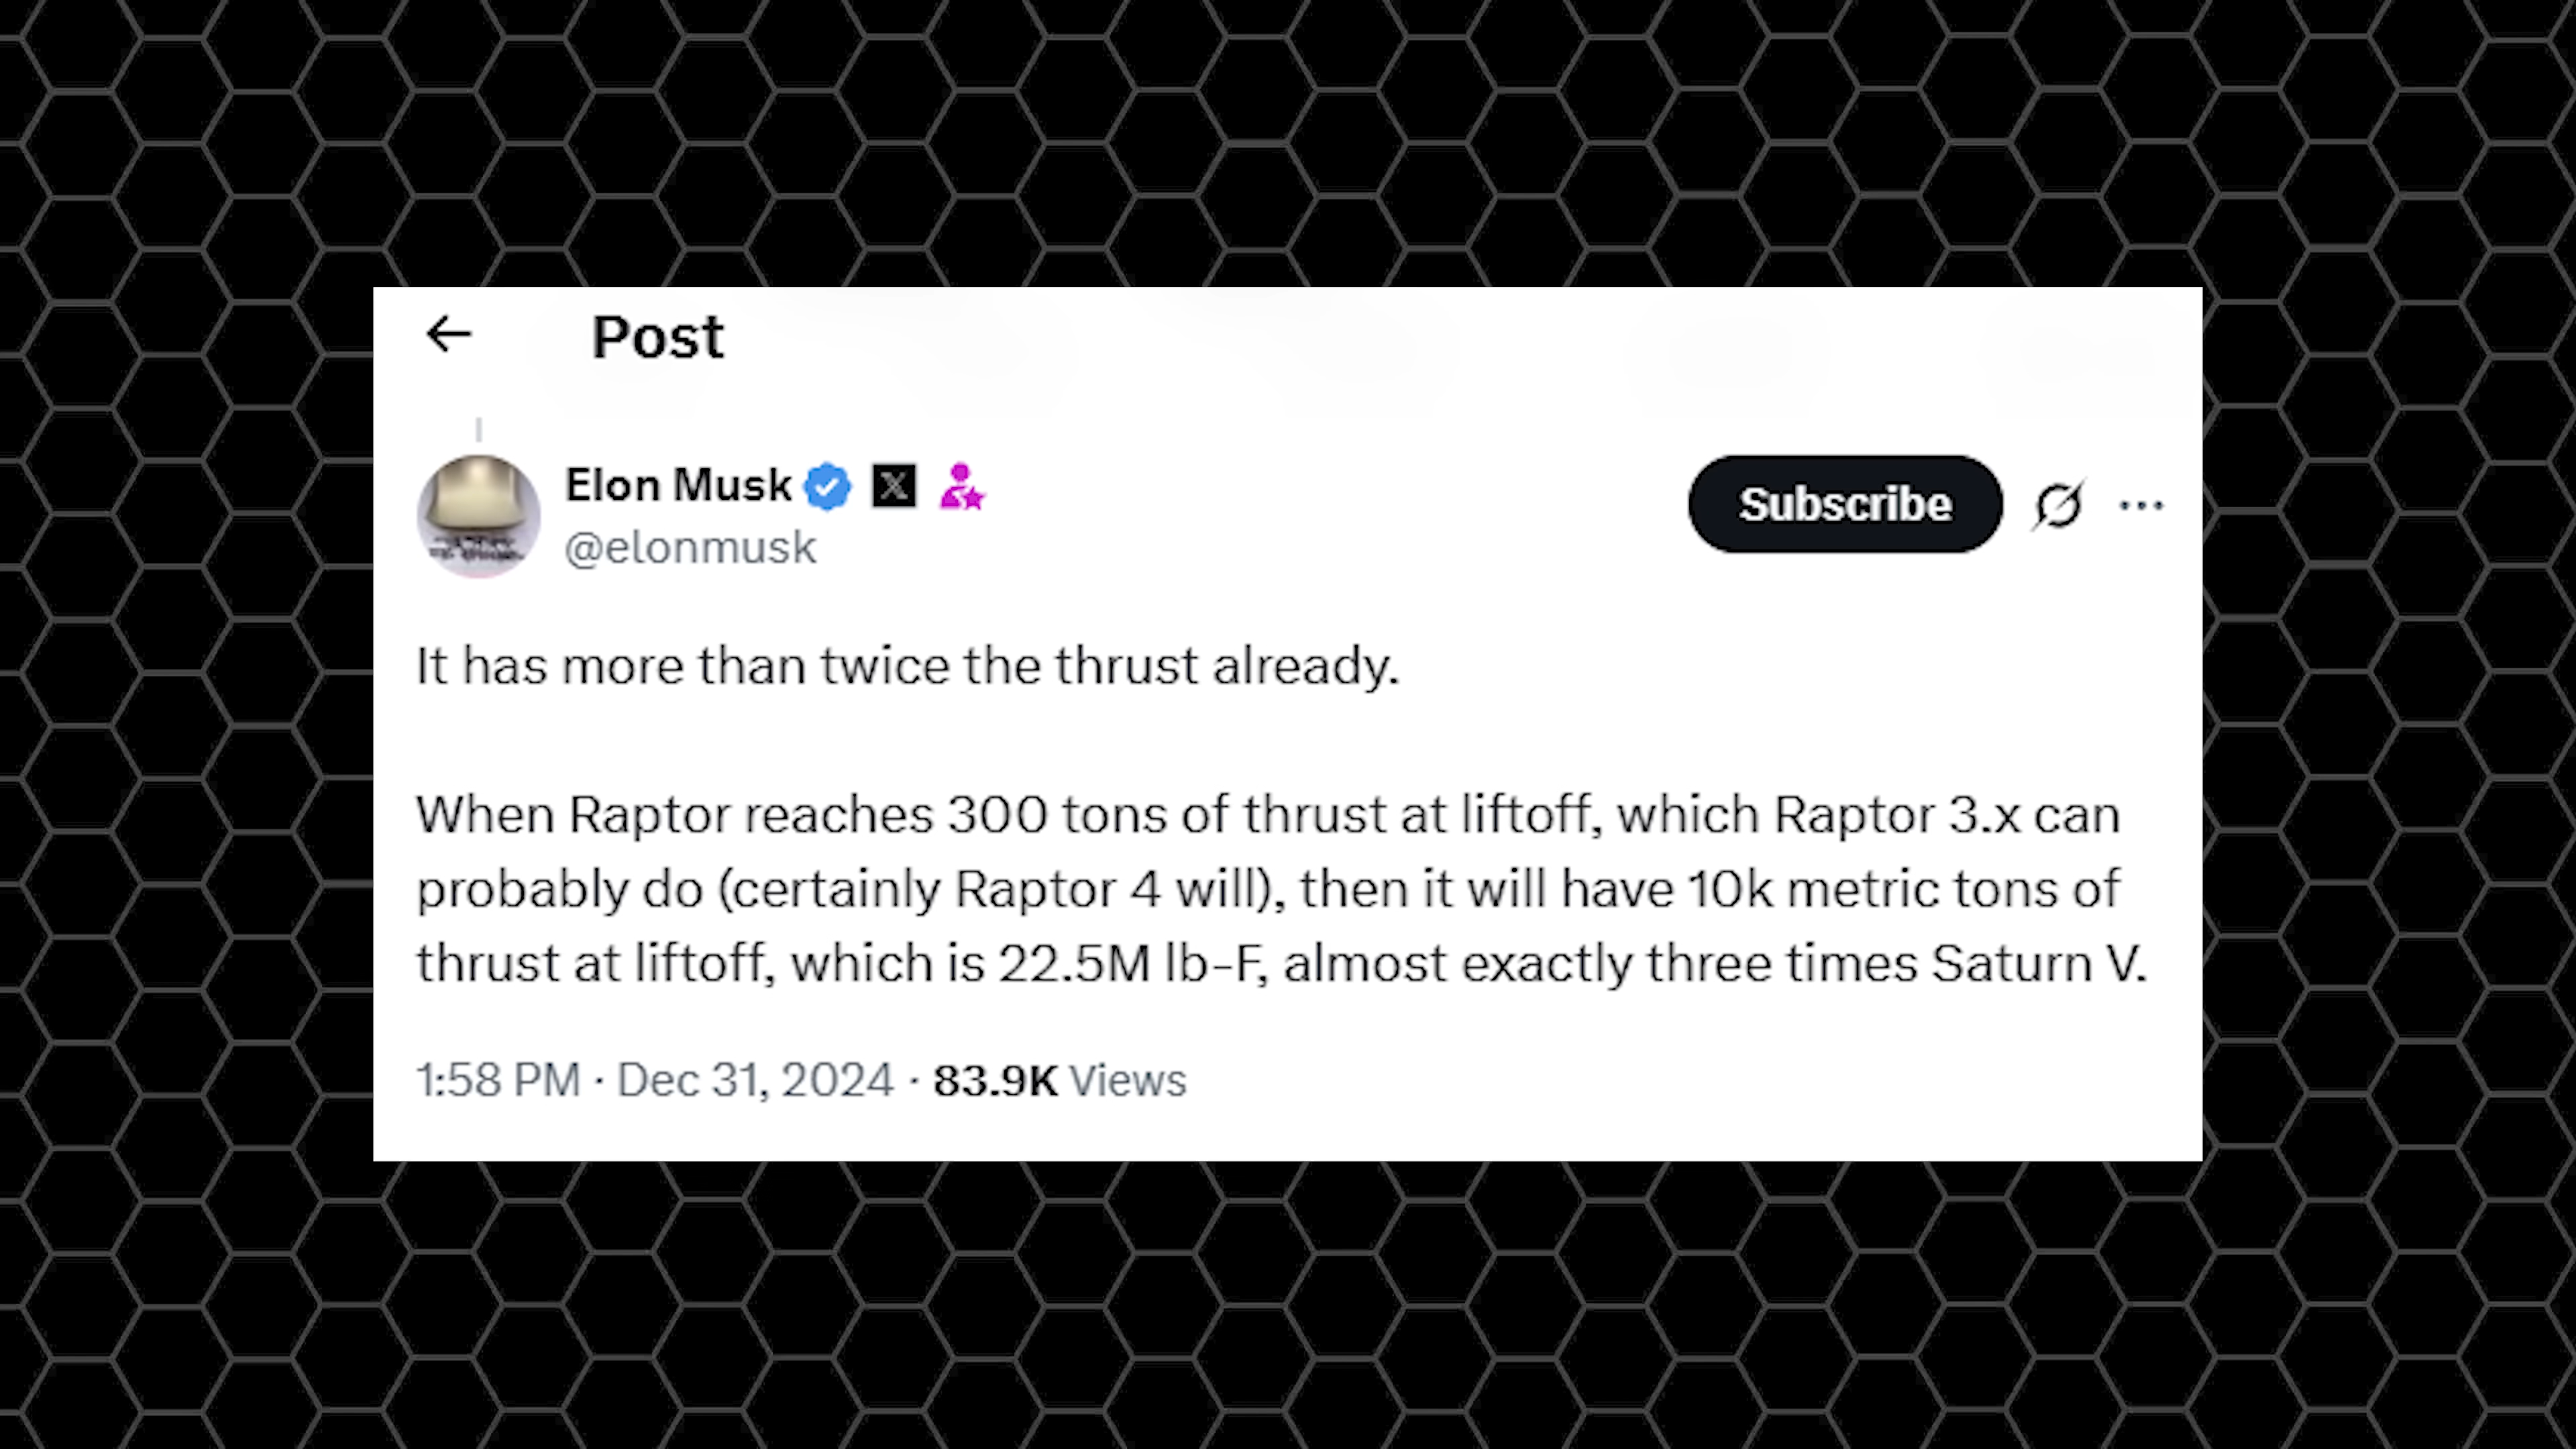 Post
Elon Musk
@elonmusk
Subscribe
It has more than twice the thrust already.
When Raptor reaches 300 tons of thrust at liftoff, which Raptor 3.x can
probably do (certainly Raptor 4 will), then it will have 10k metric tons of
thrust at liftoff, which is 22.5M lb-F, almost exactly three times Saturn V.
1:58 PM · Dec 31, 2024 · 83.9K Views